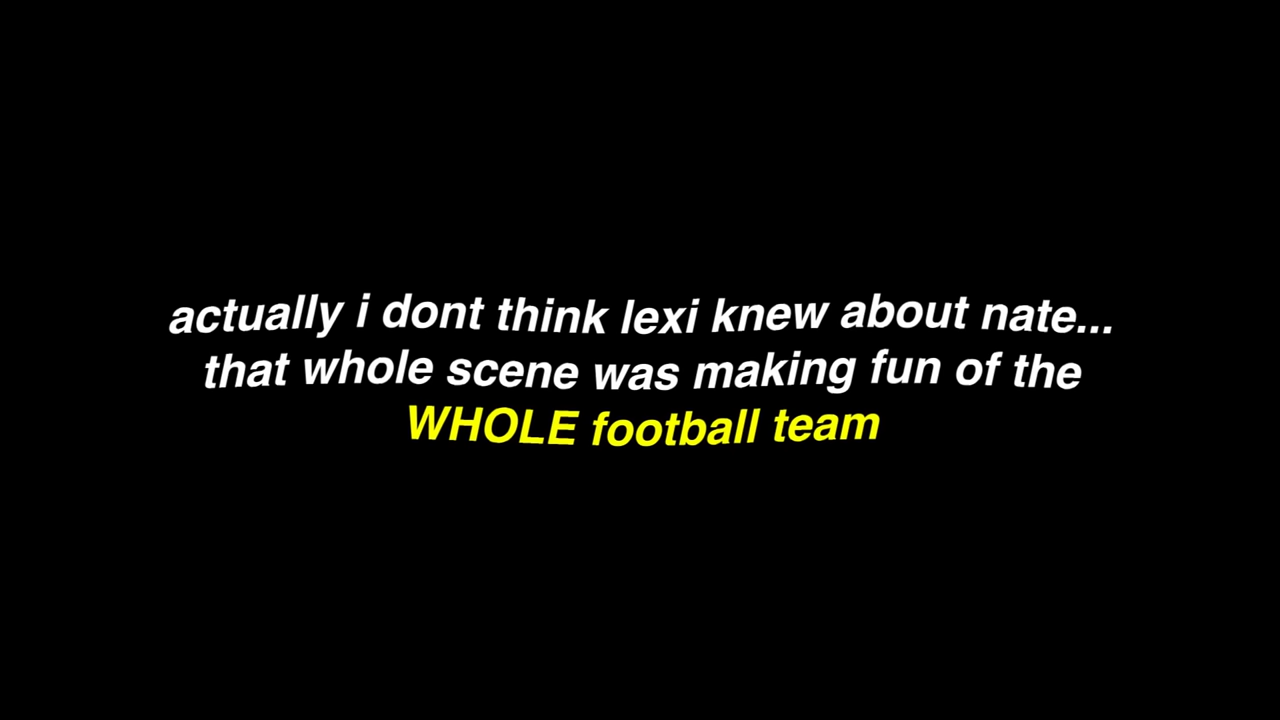 actually i dont think lexi knew about nate...
that whole scene was making fun of the
WHOLE football team